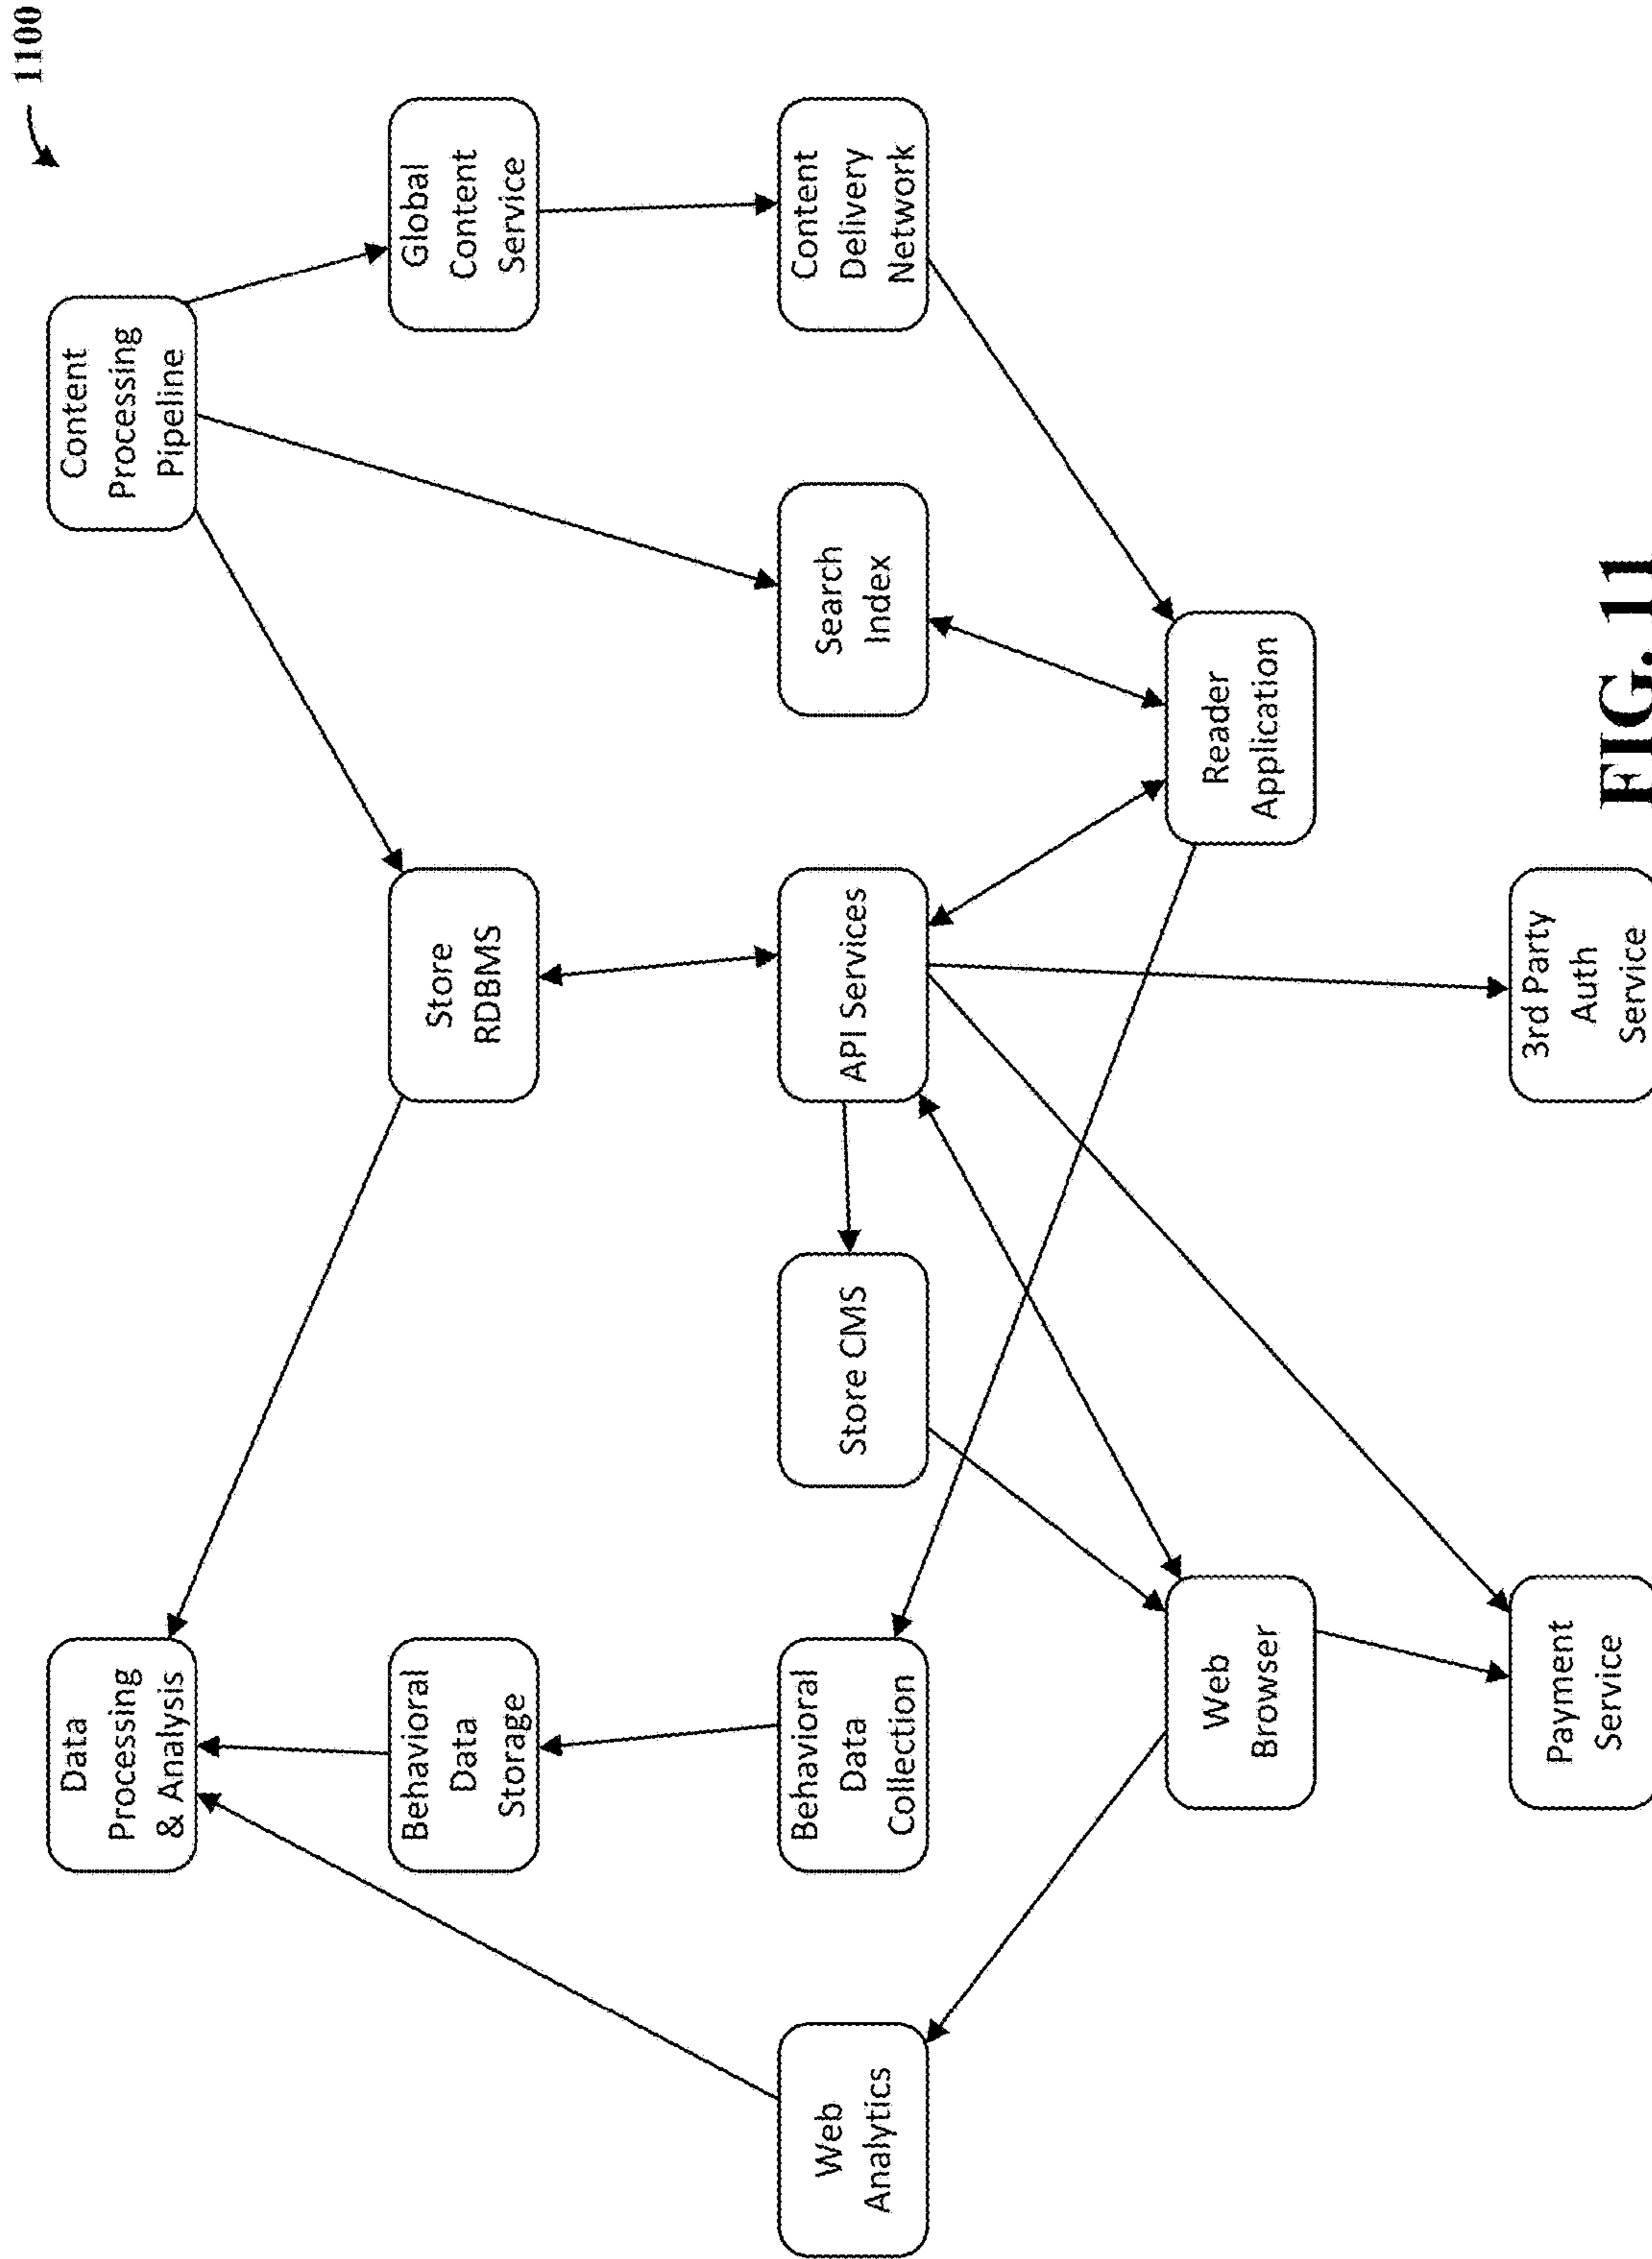 1100
Data
Processing
& Analysis
Content
Processing
Pipeline
Behavioral
Data
Storage
Store
RDBMS
Global
Content
Service
Web
Analytics
Behavioral
Data
Collection
Store CMS
API Services
Search
Index
Content
Delivery
Network
Web
Browser
Reader
Application
Payment
Service
3rd Party
Auth
Service
FIG. 11